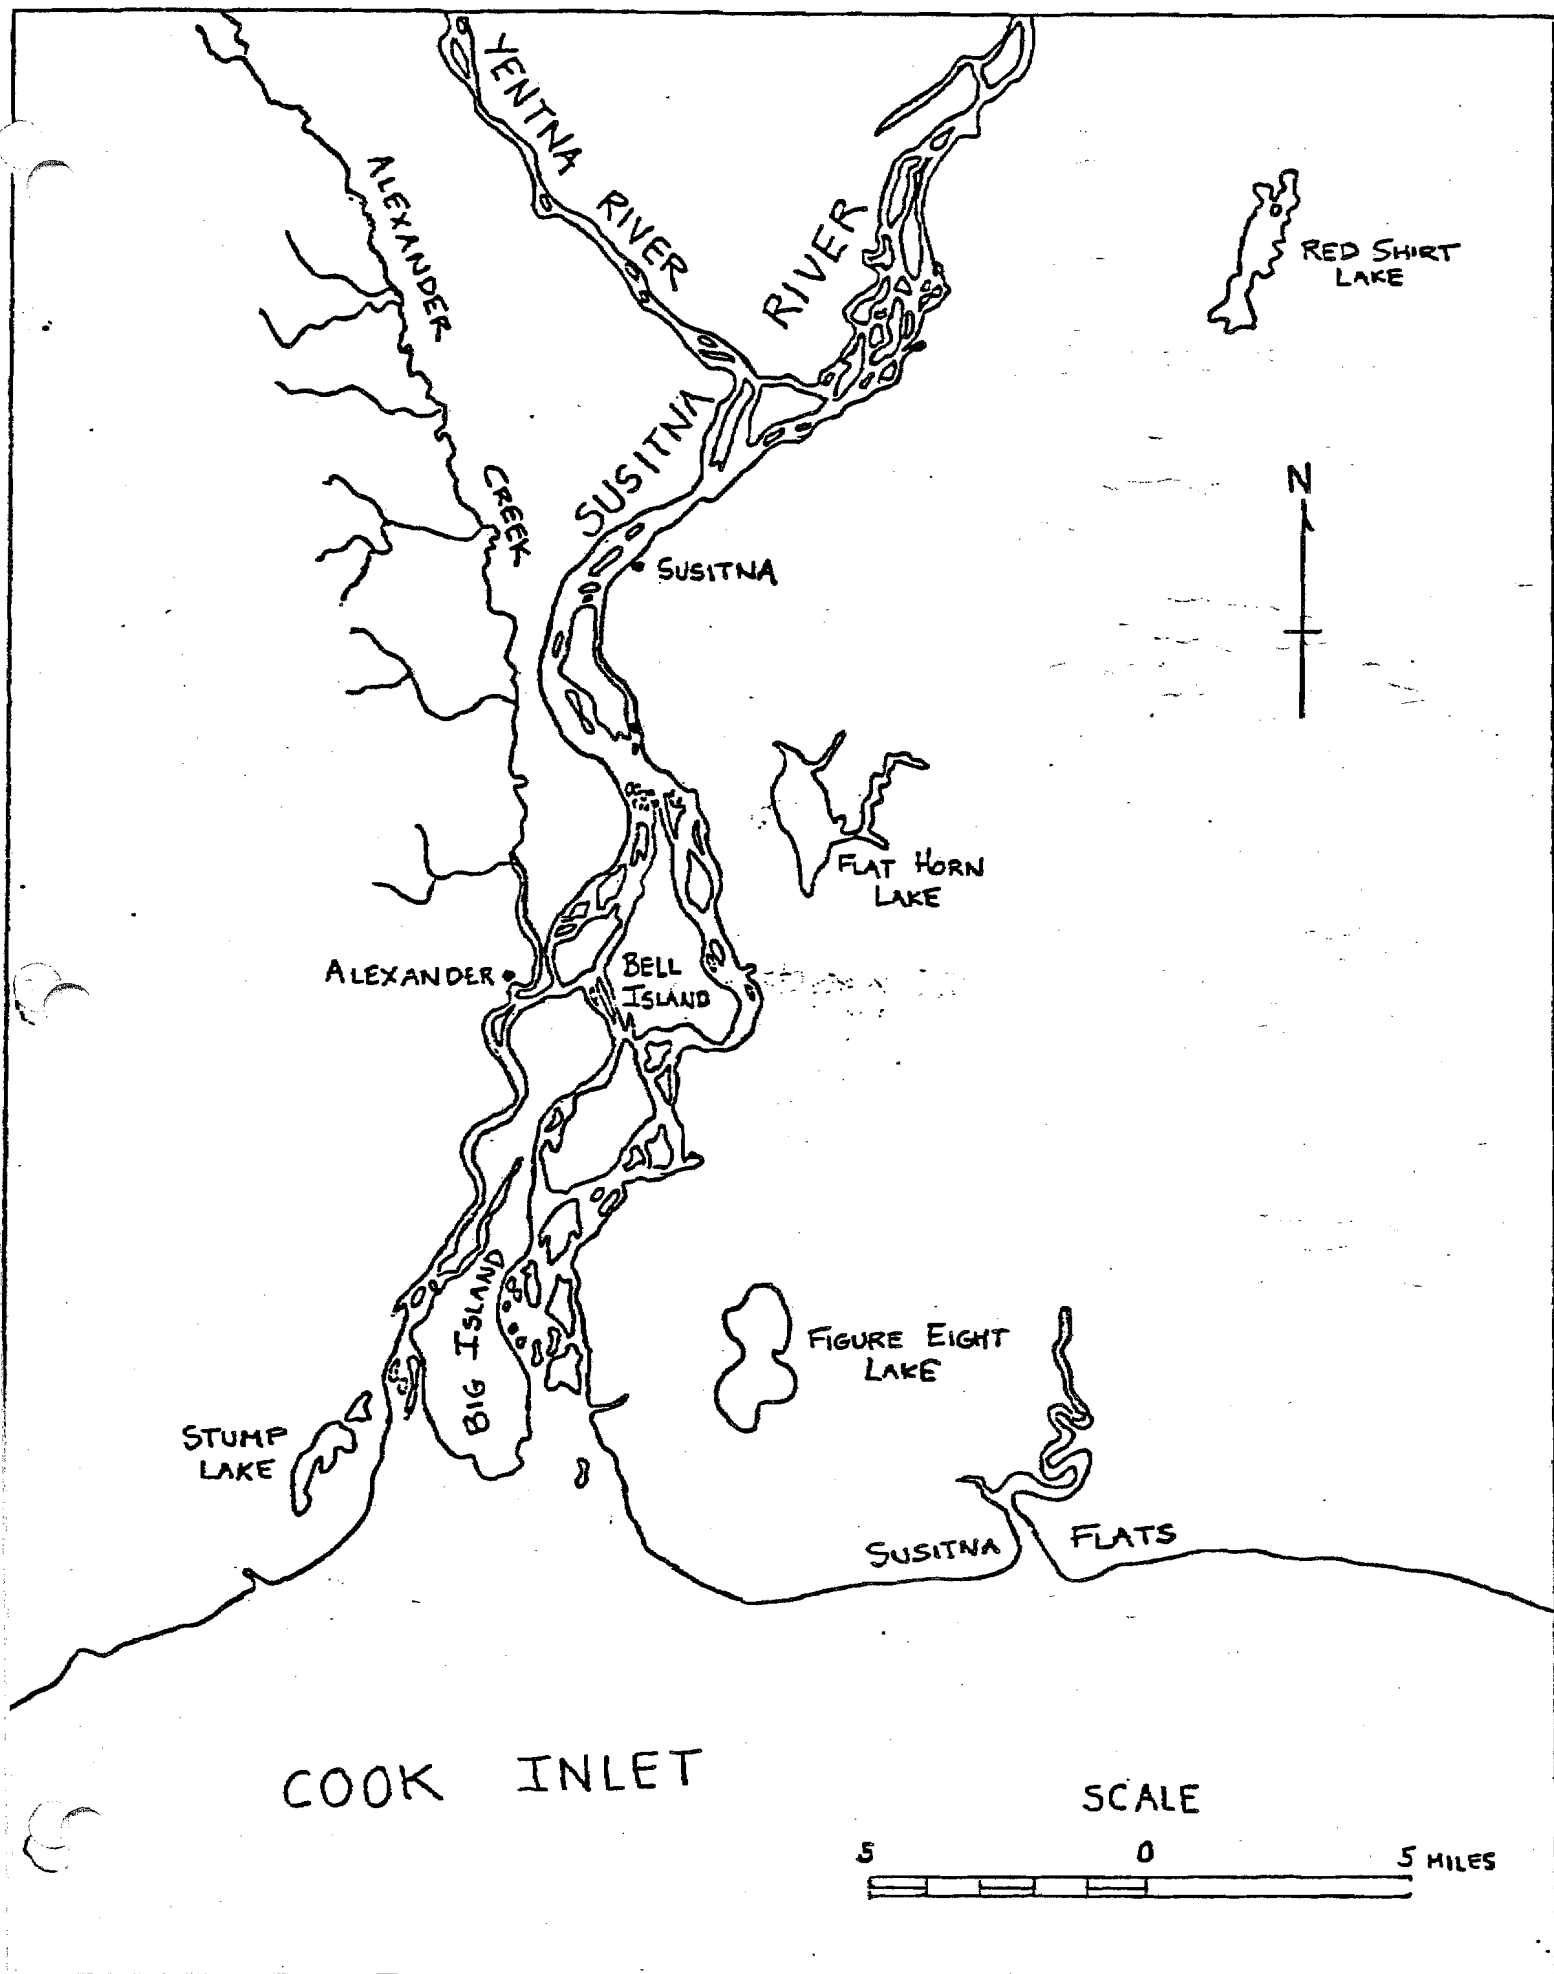 YENTNA RIVER
ALEXANDER CREEK
SUSITNA RIVER
RED SHIRT
LAKE
N
SUSITNA
FLAT HORN
LAKE
ALEXANDER
BELL
ISLAND
BIG ISLAND
FIGURE EIGHT
LAKE
STUMP
LAKE
SUSITNA FLATS
COOK INLET
SCALE
5 0 5 MILES